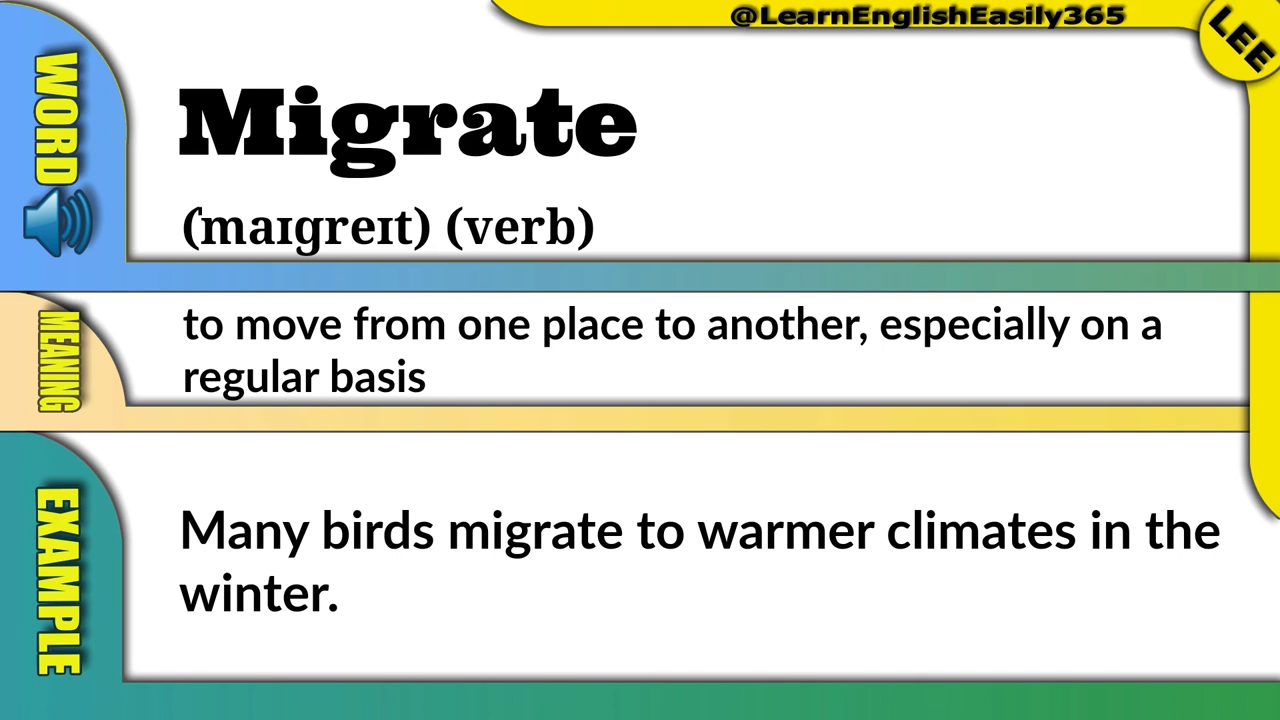 @LearnEnglishEasily365
LEE
WORD
Migrate
(maɪgreɪt) (verb)
MEANING
to move from one place to another, especially on a
regular basis
EXAMPLE
Many birds migrate to warmer climates in the
winter.